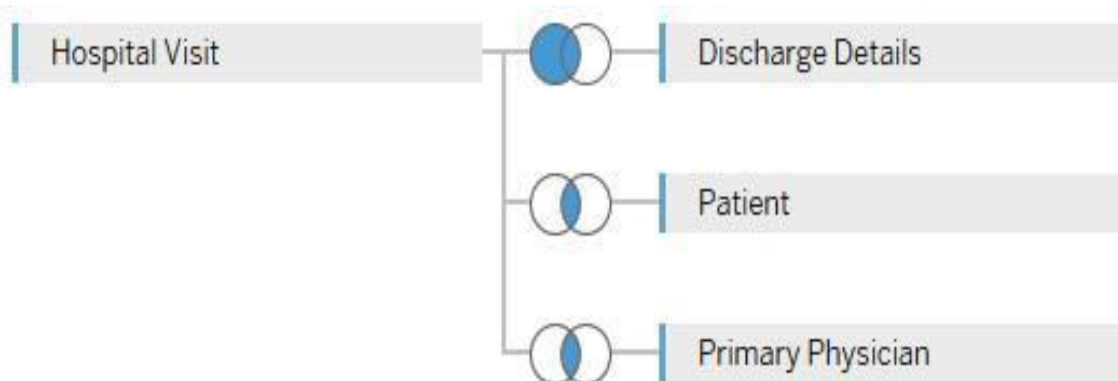 Hospital Visit
Discharge Details
Patient
Primary Physician